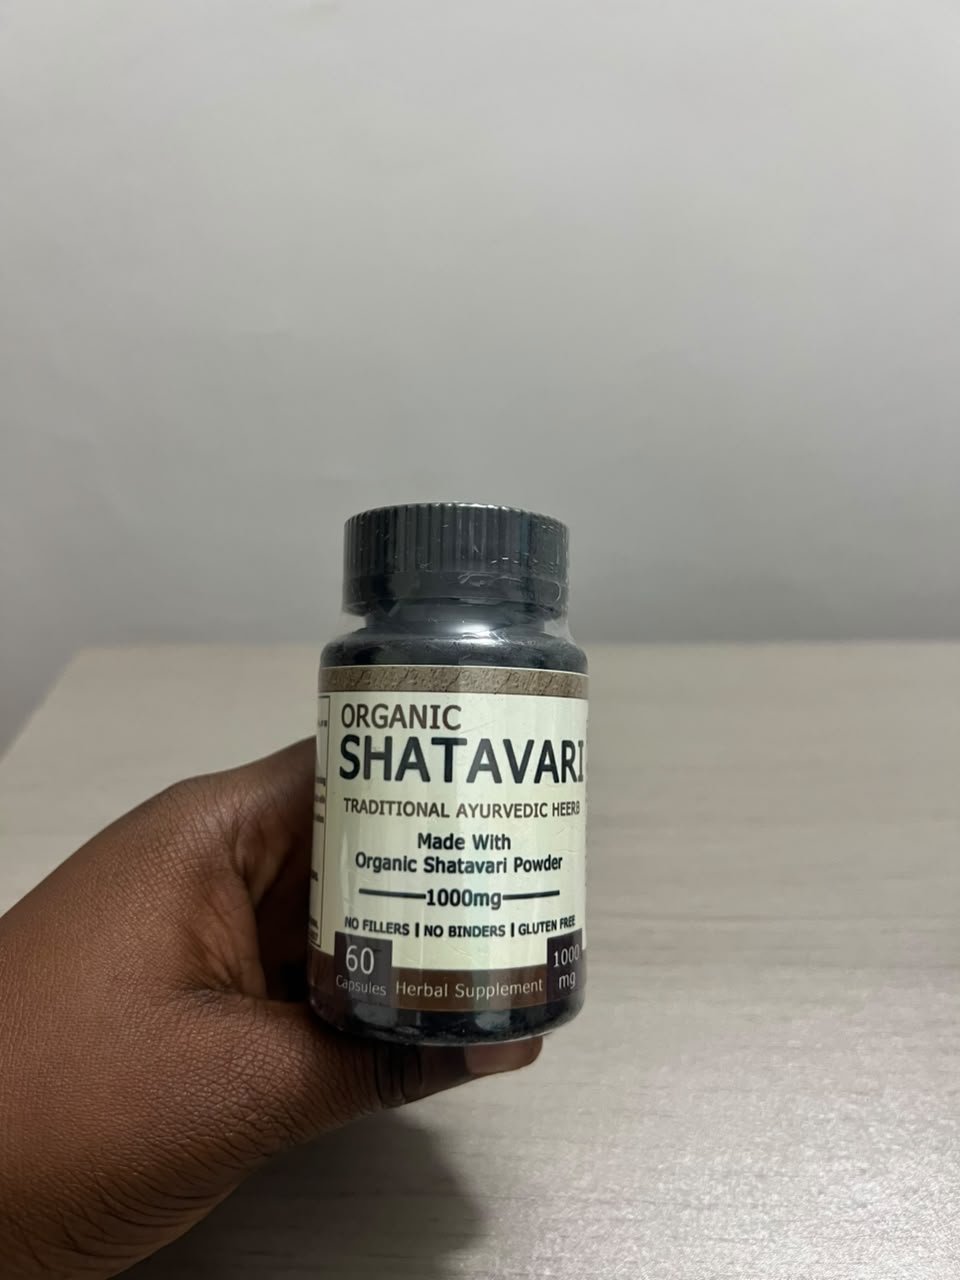 ORGANIC
SHATAVARI
TRADITIONAL AYURVEDIC HEERB
Made With
Organic Shatavari Powder
1000mg
NO FILLERS | NO BINDERS | GLUTEN FREE
60
Capsules
Herbal Supplement
1000
mg